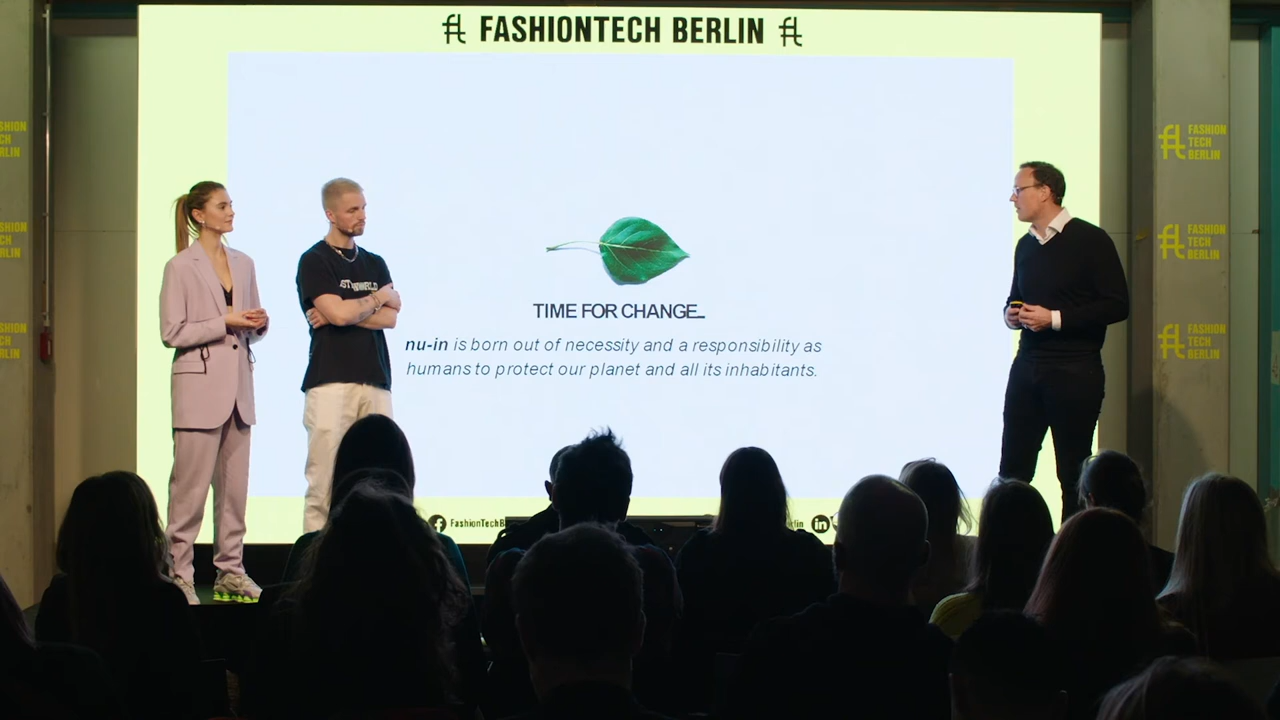 FASHIONTECH BERLIN
TIME FOR CHANGE_
nu-in is born out of necessity and a responsibility as
humans to protect our planet and all its inhabitants.
FASHION
TECH
BERLIN
FASHION
TECH
BERLIN
FASHION
TECH
BERLIN